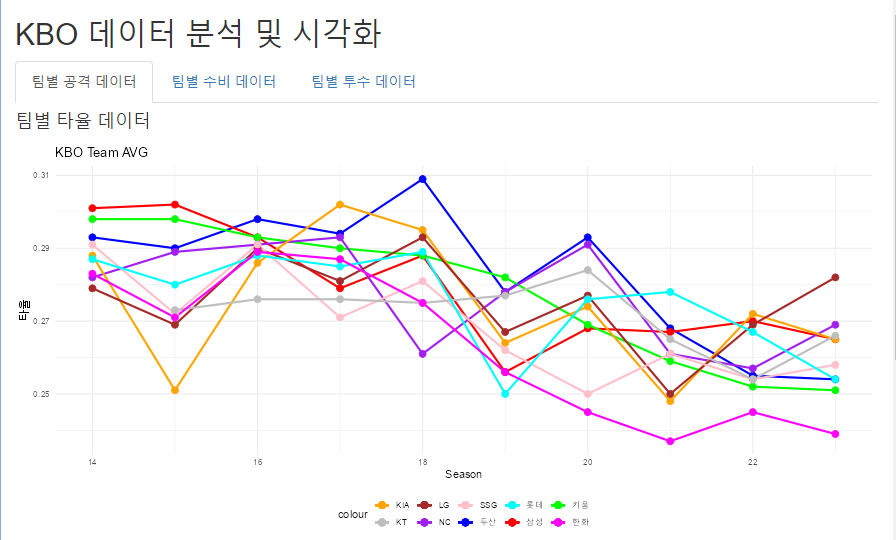 KBO 데이터 분석 및 시각화
팀별 공격 데이터 팀별 수비 데이터 팀별 투수 데이터
팀별 타율 데이터
KBO Team AVG
0.31
0.29
0.27
0.25
타율
14 16 18 20 22
Season
colour
KIA LG SSG 롯데 키움
KT NC 두산 삼성 한화